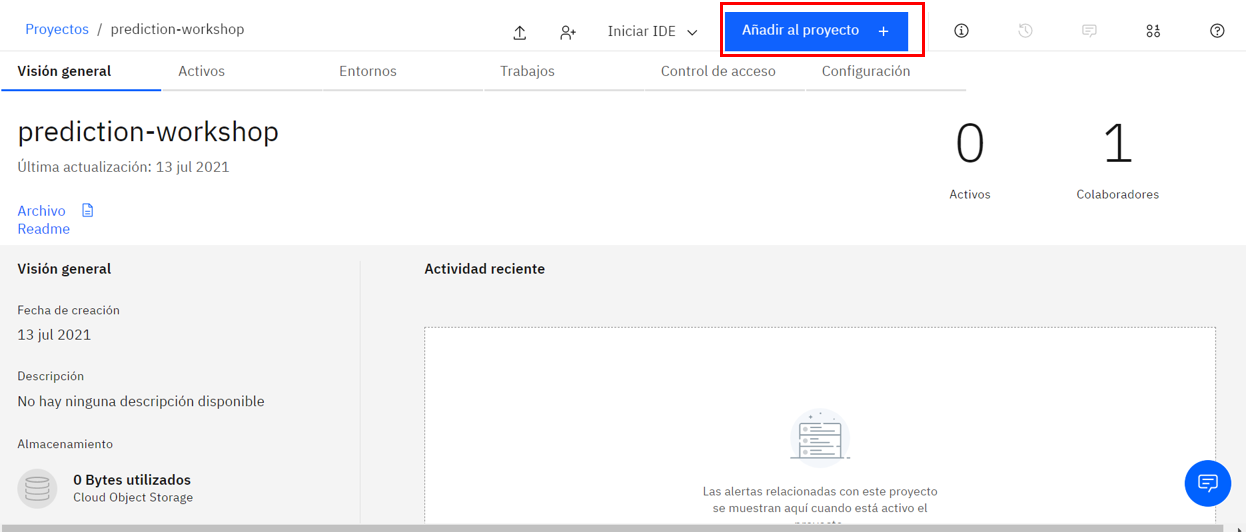 Proyectos / prediction-workshop
Iniciar IDE
Añadir al proyecto +
Visión general
Activos
Entornos
Trabajos
Control de acceso
Configuración
prediction-workshop
Última actualización: 13 jul 2021
0
Activos
1
Colaboradores
Archivo
Readme
Visión general
Fecha de creación
13 jul 2021
Descripción
No hay ninguna descripción disponible
Almacenamiento
0 Bytes utilizados
Cloud Object Storage
Actividad reciente
Las alertas relacionadas con este proyecto
se muestran aquí cuando está activo el